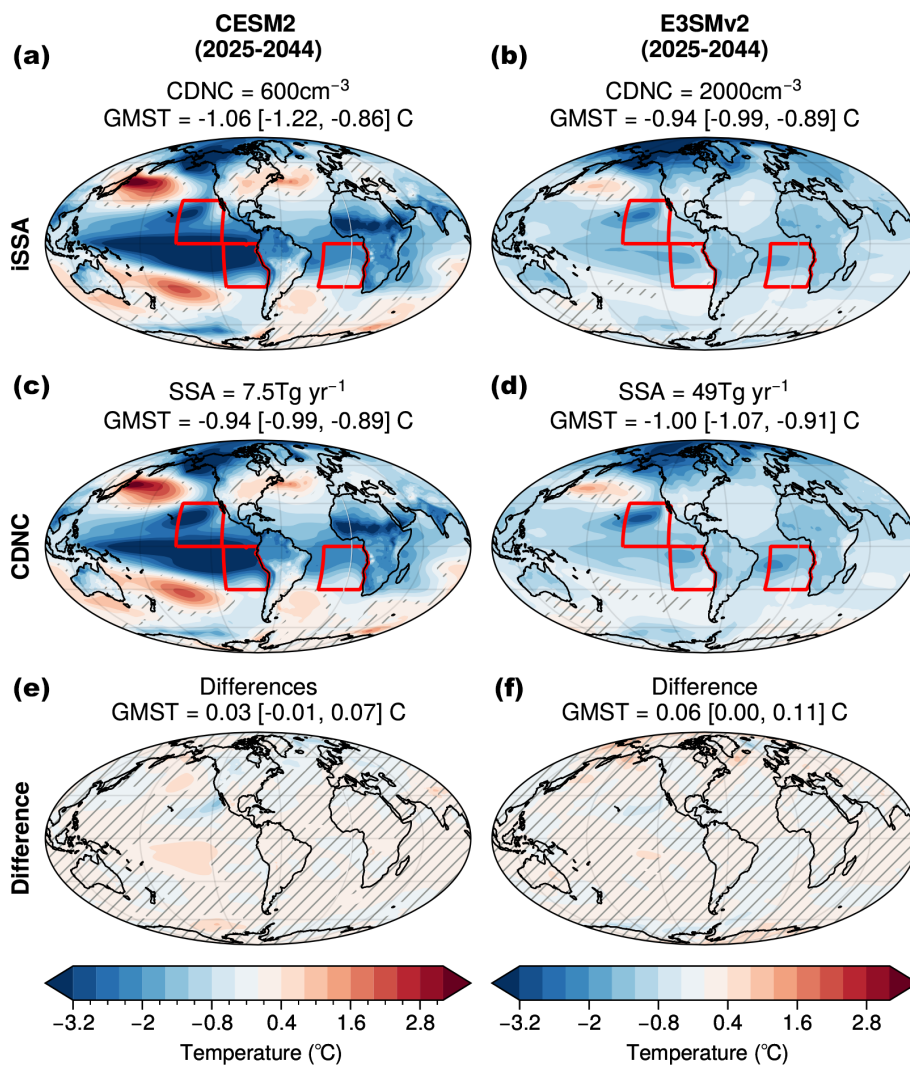 CESM2
(2025-2044)
E3SMv2
(2025-2044)
(a)
(b)
CDNC = 600cm⁻³
GMST = -1.06 [-1.22, -0.86] C
CDNC = 2000cm⁻³
GMST = -0.94 [-0.99, -0.89] C
iSSA
(c)
(d)
SSA = 7.5Tg yr⁻¹
GMST = -0.94 [-0.99, -0.89] C
SSA = 49Tg yr⁻¹
GMST = -1.00 [-1.07, -0.91] C
CDNC
(e)
(f)
Differences
GMST = 0.03 [-0.01, 0.07] C
Difference
GMST = 0.06 [0.00, 0.11] C
Difference
−3.2 −2 −0.8 0.4 1.6 2.8
Temperature (°C)
−3.2 −2 −0.8 0.4 1.6 2.8
Temperature (°C)